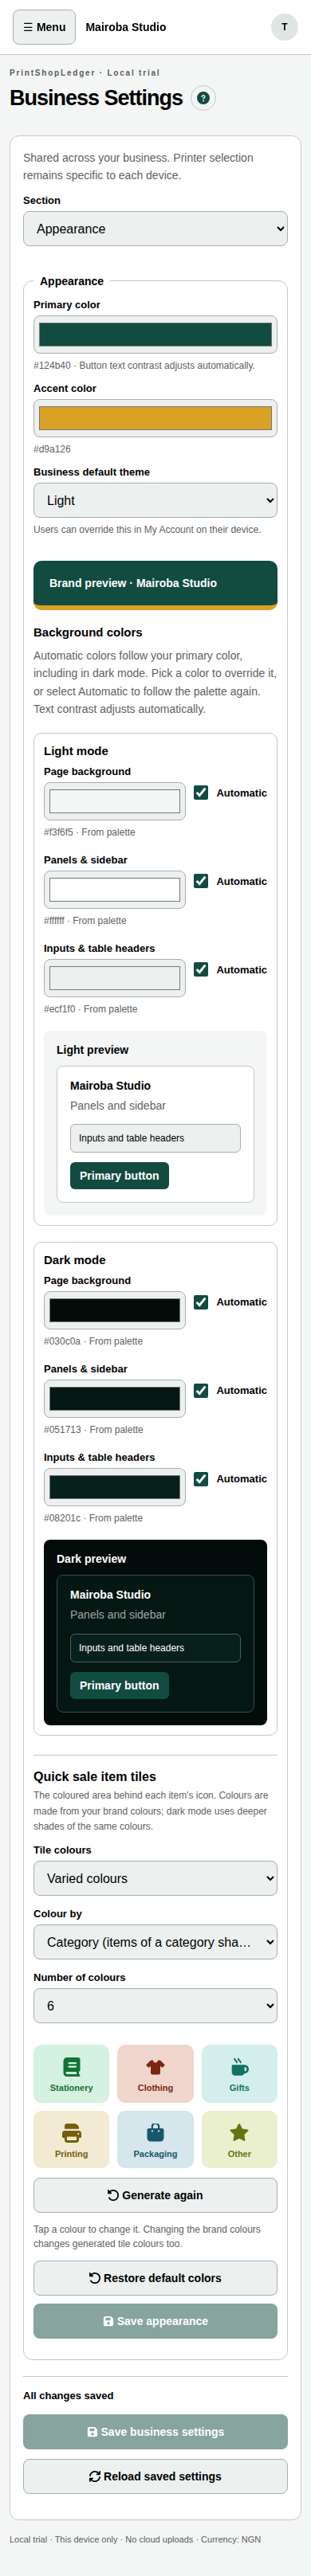 ☰ Menu Mairoba Studio T
PrintShopLedger · Local trial
Business Settings ?
Shared across your business. Printer selection
remains specific to each device.
Section
Appearance
Appearance
Primary color
#124b40 · Button text contrast adjusts automatically.
Accent color
#d9a126
Business default theme
Light
Users can override this in My Account on their device.
Brand preview · Mairoba Studio
Background colors
Automatic colors follow your primary color,
including in dark mode. Pick a color to override it,
or select Automatic to follow the palette again.
Text contrast adjusts automatically.
Light mode
Page background
Automatic
#f3f6f5 · From palette
Panels & sidebar
Automatic
#ffffff · From palette
Inputs & table headers
Automatic
#ecf1f0 · From palette
Light preview
Mairoba Studio
Panels and sidebar
Inputs and table headers
Primary button
Dark mode
Page background
Automatic
#030c0a · From palette
Panels & sidebar
Automatic
#051713 · From palette
Inputs & table headers
Automatic
#08201c · From palette
Dark preview
Mairoba Studio
Panels and sidebar
Inputs and table headers
Primary button
Quick sale item tiles
The coloured area behind each item's icon. Colours are
made from your brand colours; dark mode uses deeper
shades of the same colours.
Tile colours
Varied colours
Colour by
Category (items of a category sha…
Number of colours
6
Stationery Clothing Gifts
Printing Packaging Other
Generate again
Tap a colour to change it. Changing the brand colours
changes generated tile colours too.
Restore default colors
Save appearance
All changes saved
Save business settings
Reload saved settings
Local trial · This device only · No cloud uploads · Currency: NGN